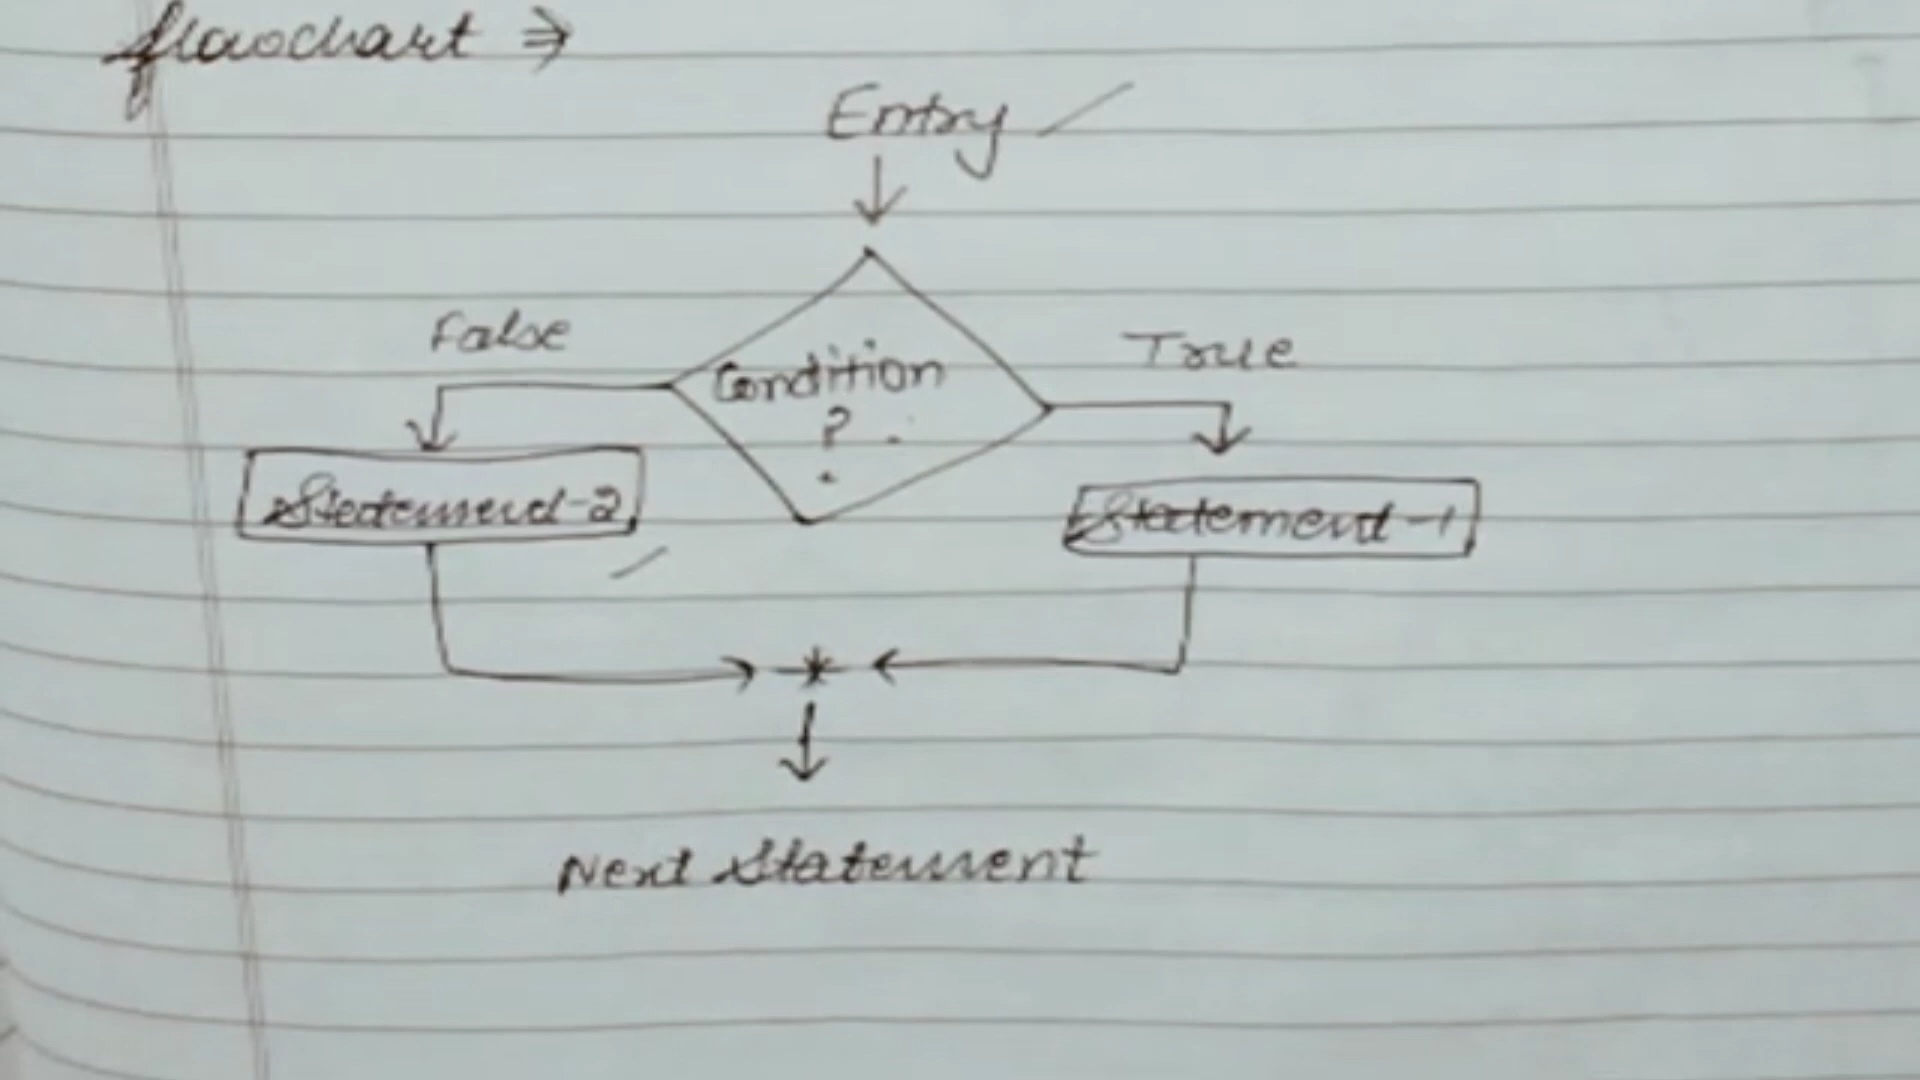 flowchart ⇒
Entry
False
True
Condition
?
Statement-2
Statement-1
Next Statement